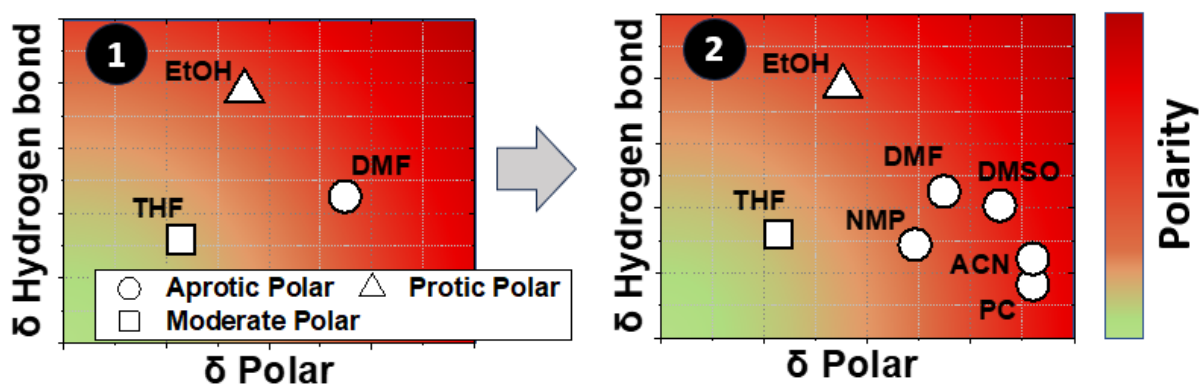 1
δ Hydrogen bond
EtOH
DMF
THF
Aprotic Polar
Protic Polar
Moderate Polar
δ Polar
2
δ Hydrogen bond
EtOH
DMF
DMSO
THF
NMP
ACN
PC
δ Polar
Polarity